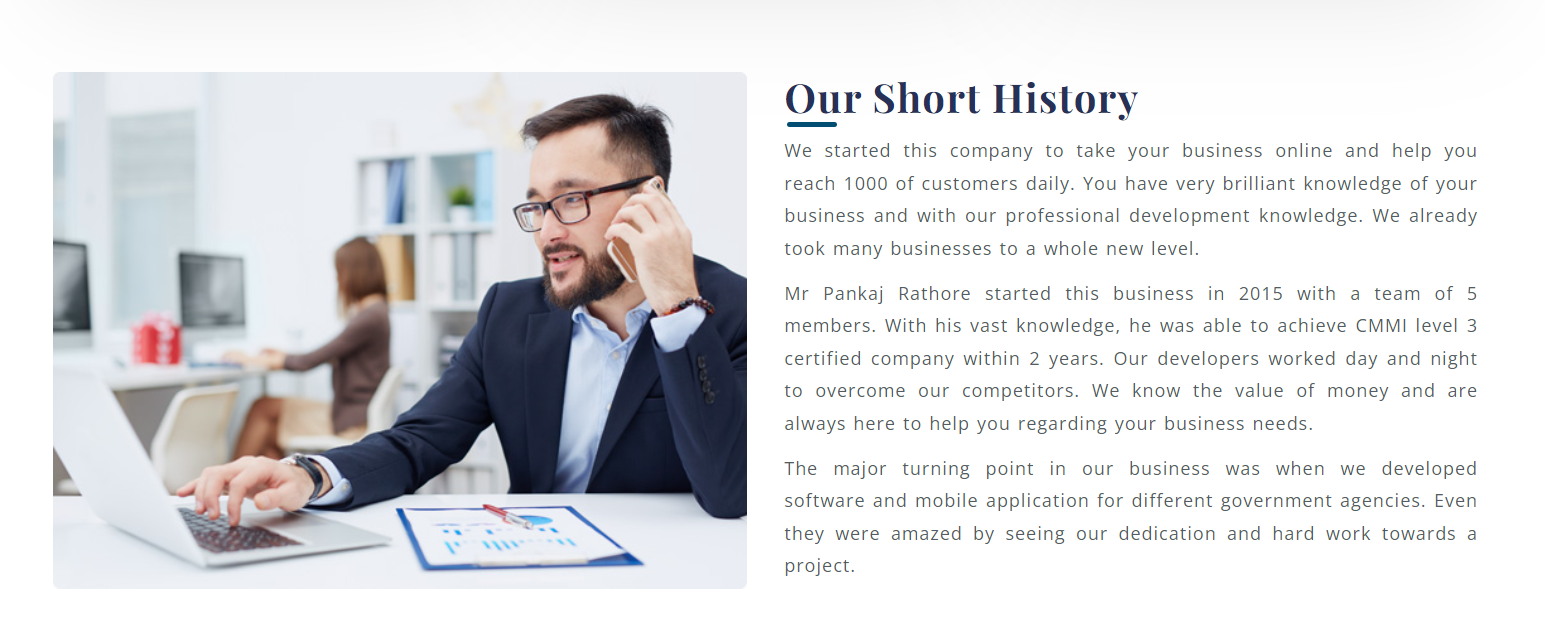 Our Short History
We started this company to take your business online and help you
reach 1000 of customers daily. You have very brilliant knowledge of your
business and with our professional development knowledge. We already
took many businesses to a whole new level.
Mr Pankaj Rathore started this business in 2015 with a team of 5
members. With his vast knowledge, he was able to achieve CMMI level 3
certified company within 2 years. Our developers worked day and night
to overcome our competitors. We know the value of money and are
always here to help you regarding your business needs.
The major turning point in our business was when we developed
software and mobile application for different government agencies. Even
they were amazed by seeing our dedication and hard work towards a
project.